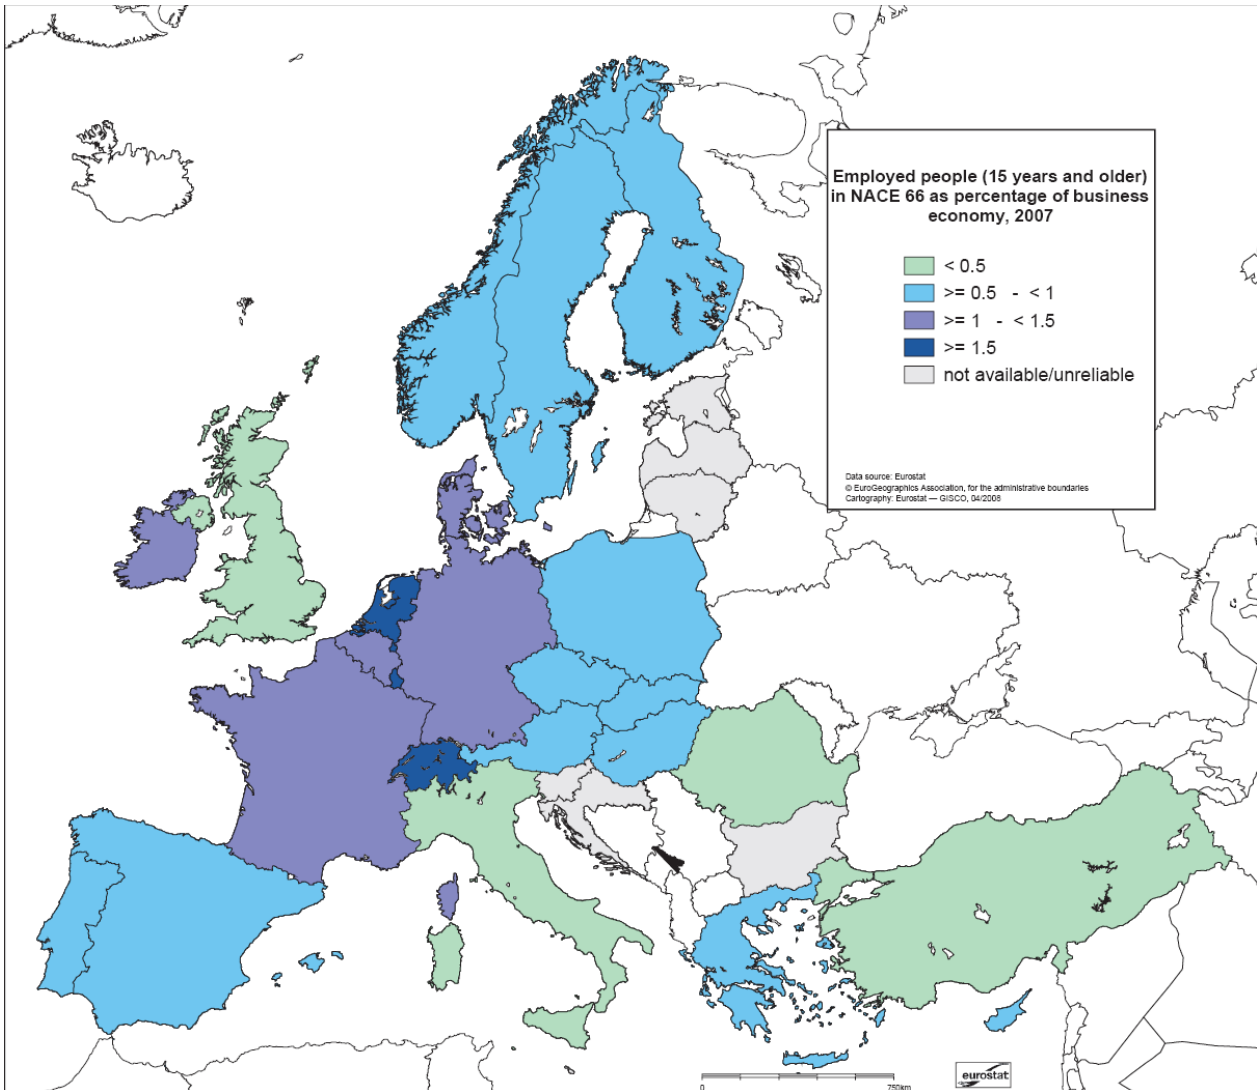 Employed people (15 years and older)
in NACE 66 as percentage of business
economy, 2007
< 0.5
>= 0.5 - < 1
>= 1 - < 1.5
>= 1.5
not available/unreliable
Data source: Eurostat
© EuroGeographics Association, for the administrative boundaries
Cartography: Eurostat — GISCO, 04/2008
eurostat
0 750km